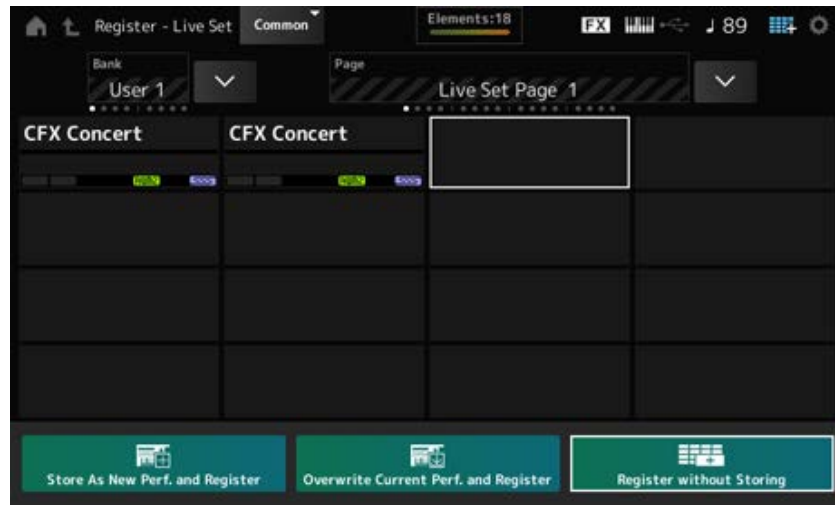 Register - Live Set
Common
Elements:18
FX
♩ 89
Bank
User 1
Page
Live Set Page 1
CFX Concert
CFX Concert
Store As New Perf. and Register
Overwrite Current Perf. and Register
Register without Storing